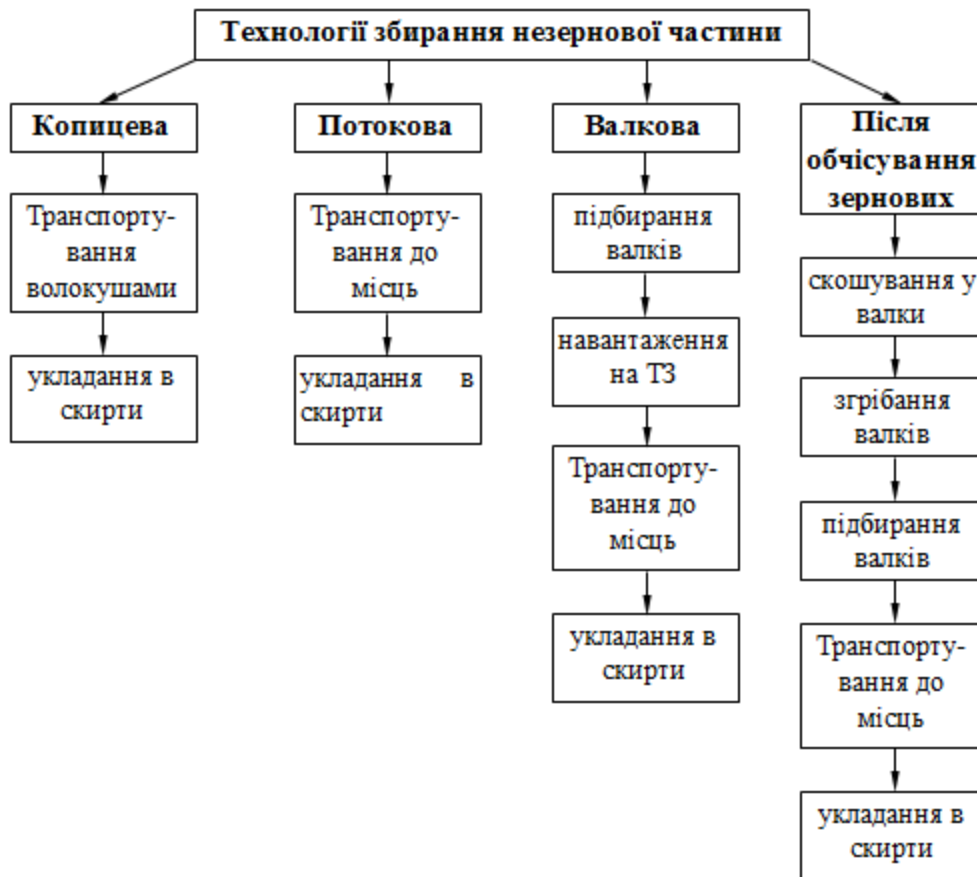 Технології збирання незернової частини
Копицева
Транспорту-
вання
волокушами
укладання в
скирти
Потокова
Транспорту-
вання до
місць
укладання в
скирти
Валкова
підбирання
валків
навантаження
на ТЗ
Транспорту-
вання до
місць
укладання в
скирти
Після
обчісування
зернових
скошування у
валки
згрібання
валків
підбирання
валків
Транспорту-
вання до
місць
укладання в
скирти